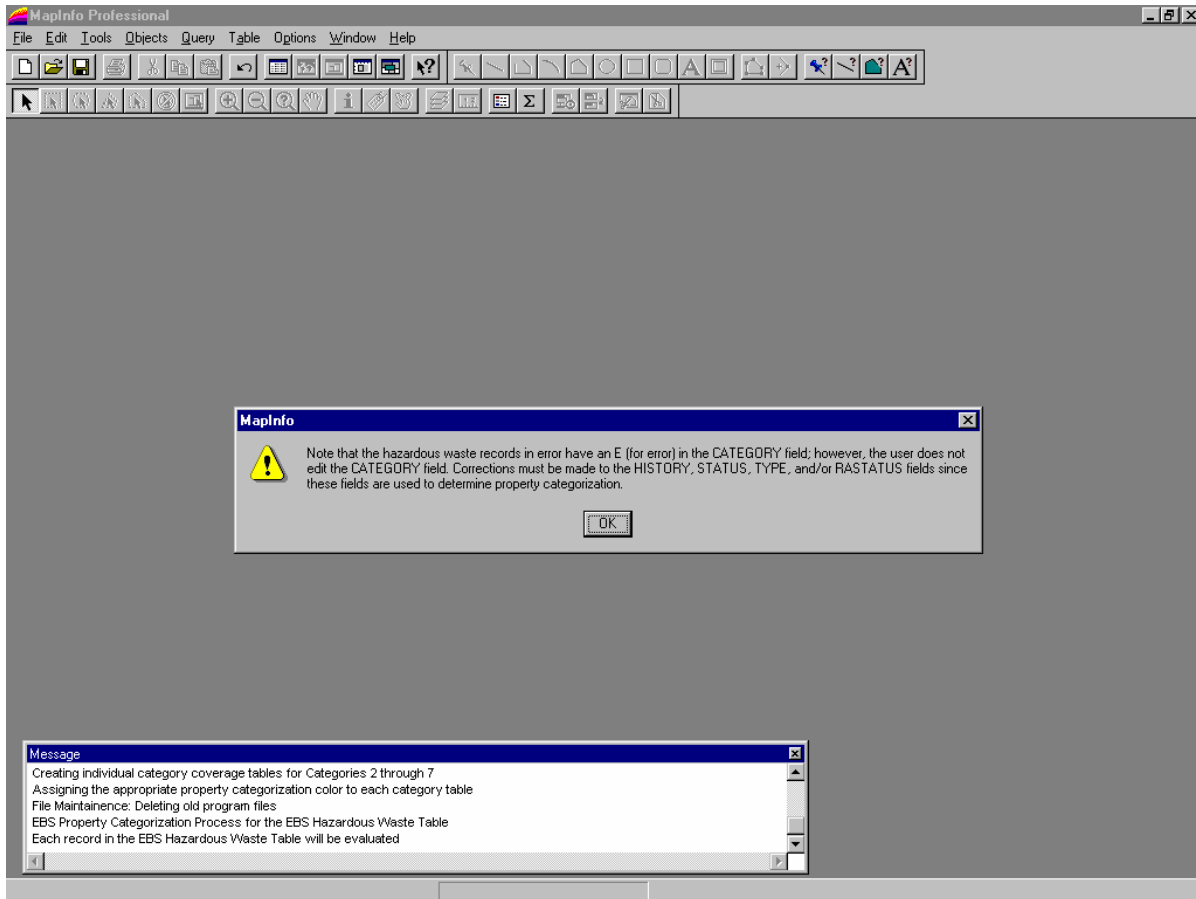 MapInfo Professional
File Edit Tools Objects Query Table Options Window Help
MapInfo
Note that the hazardous waste records in error have an E (for error) in the CATEGORY field; however, the user does not
edit the CATEGORY field. Corrections must be made to the HISTORY, STATUS, TYPE, and/or RASTATUS fields since
these fields are used to determine property categorization.
OK
Message
Creating individual category coverage tables for Categories 2 through 7
Assigning the appropriate property categorization color to each category table
File Maintainence: Deleting old program files
EBS Property Categorization Process for the EBS Hazardous Waste Table
Each record in the EBS Hazardous Waste Table will be evaluated